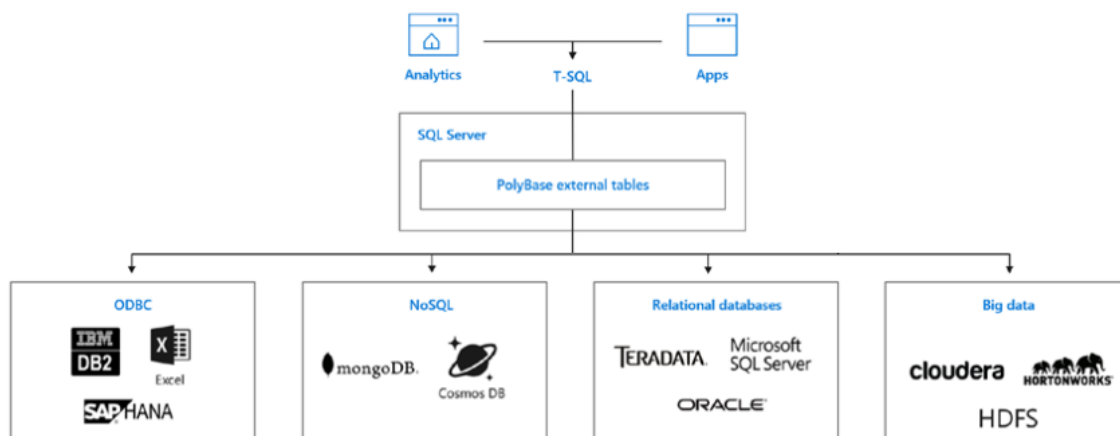 Analytics
T-SQL
Apps
SQL Server
PolyBase external tables
ODBC
IBM
DB2
X
Excel
SAP HANA
NoSQL
mongoDB.
Cosmos DB
Relational databases
TERADATA.
Microsoft
SQL Server
ORACLE
Big data
cloudera
HORTONWORKS
HDFS